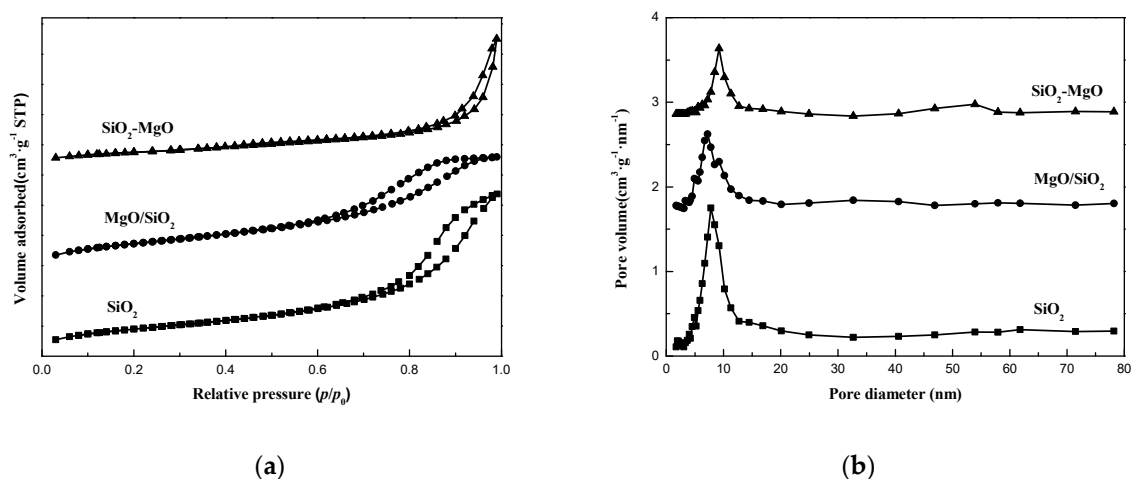 Volume adsorbed(cm³·g⁻¹ STP)
SiO₂-MgO
MgO/SiO₂
SiO₂
0.0 0.2 0.4 0.6 0.8 1.0
Relative pressure (p/p₀)
(a)
Pore volume(cm³·g⁻¹·nm⁻¹)
4
3
2
1
0
SiO₂-MgO
MgO/SiO₂
SiO₂
0 10 20 30 40 50 60 70 80
Pore diameter (nm)
(b)